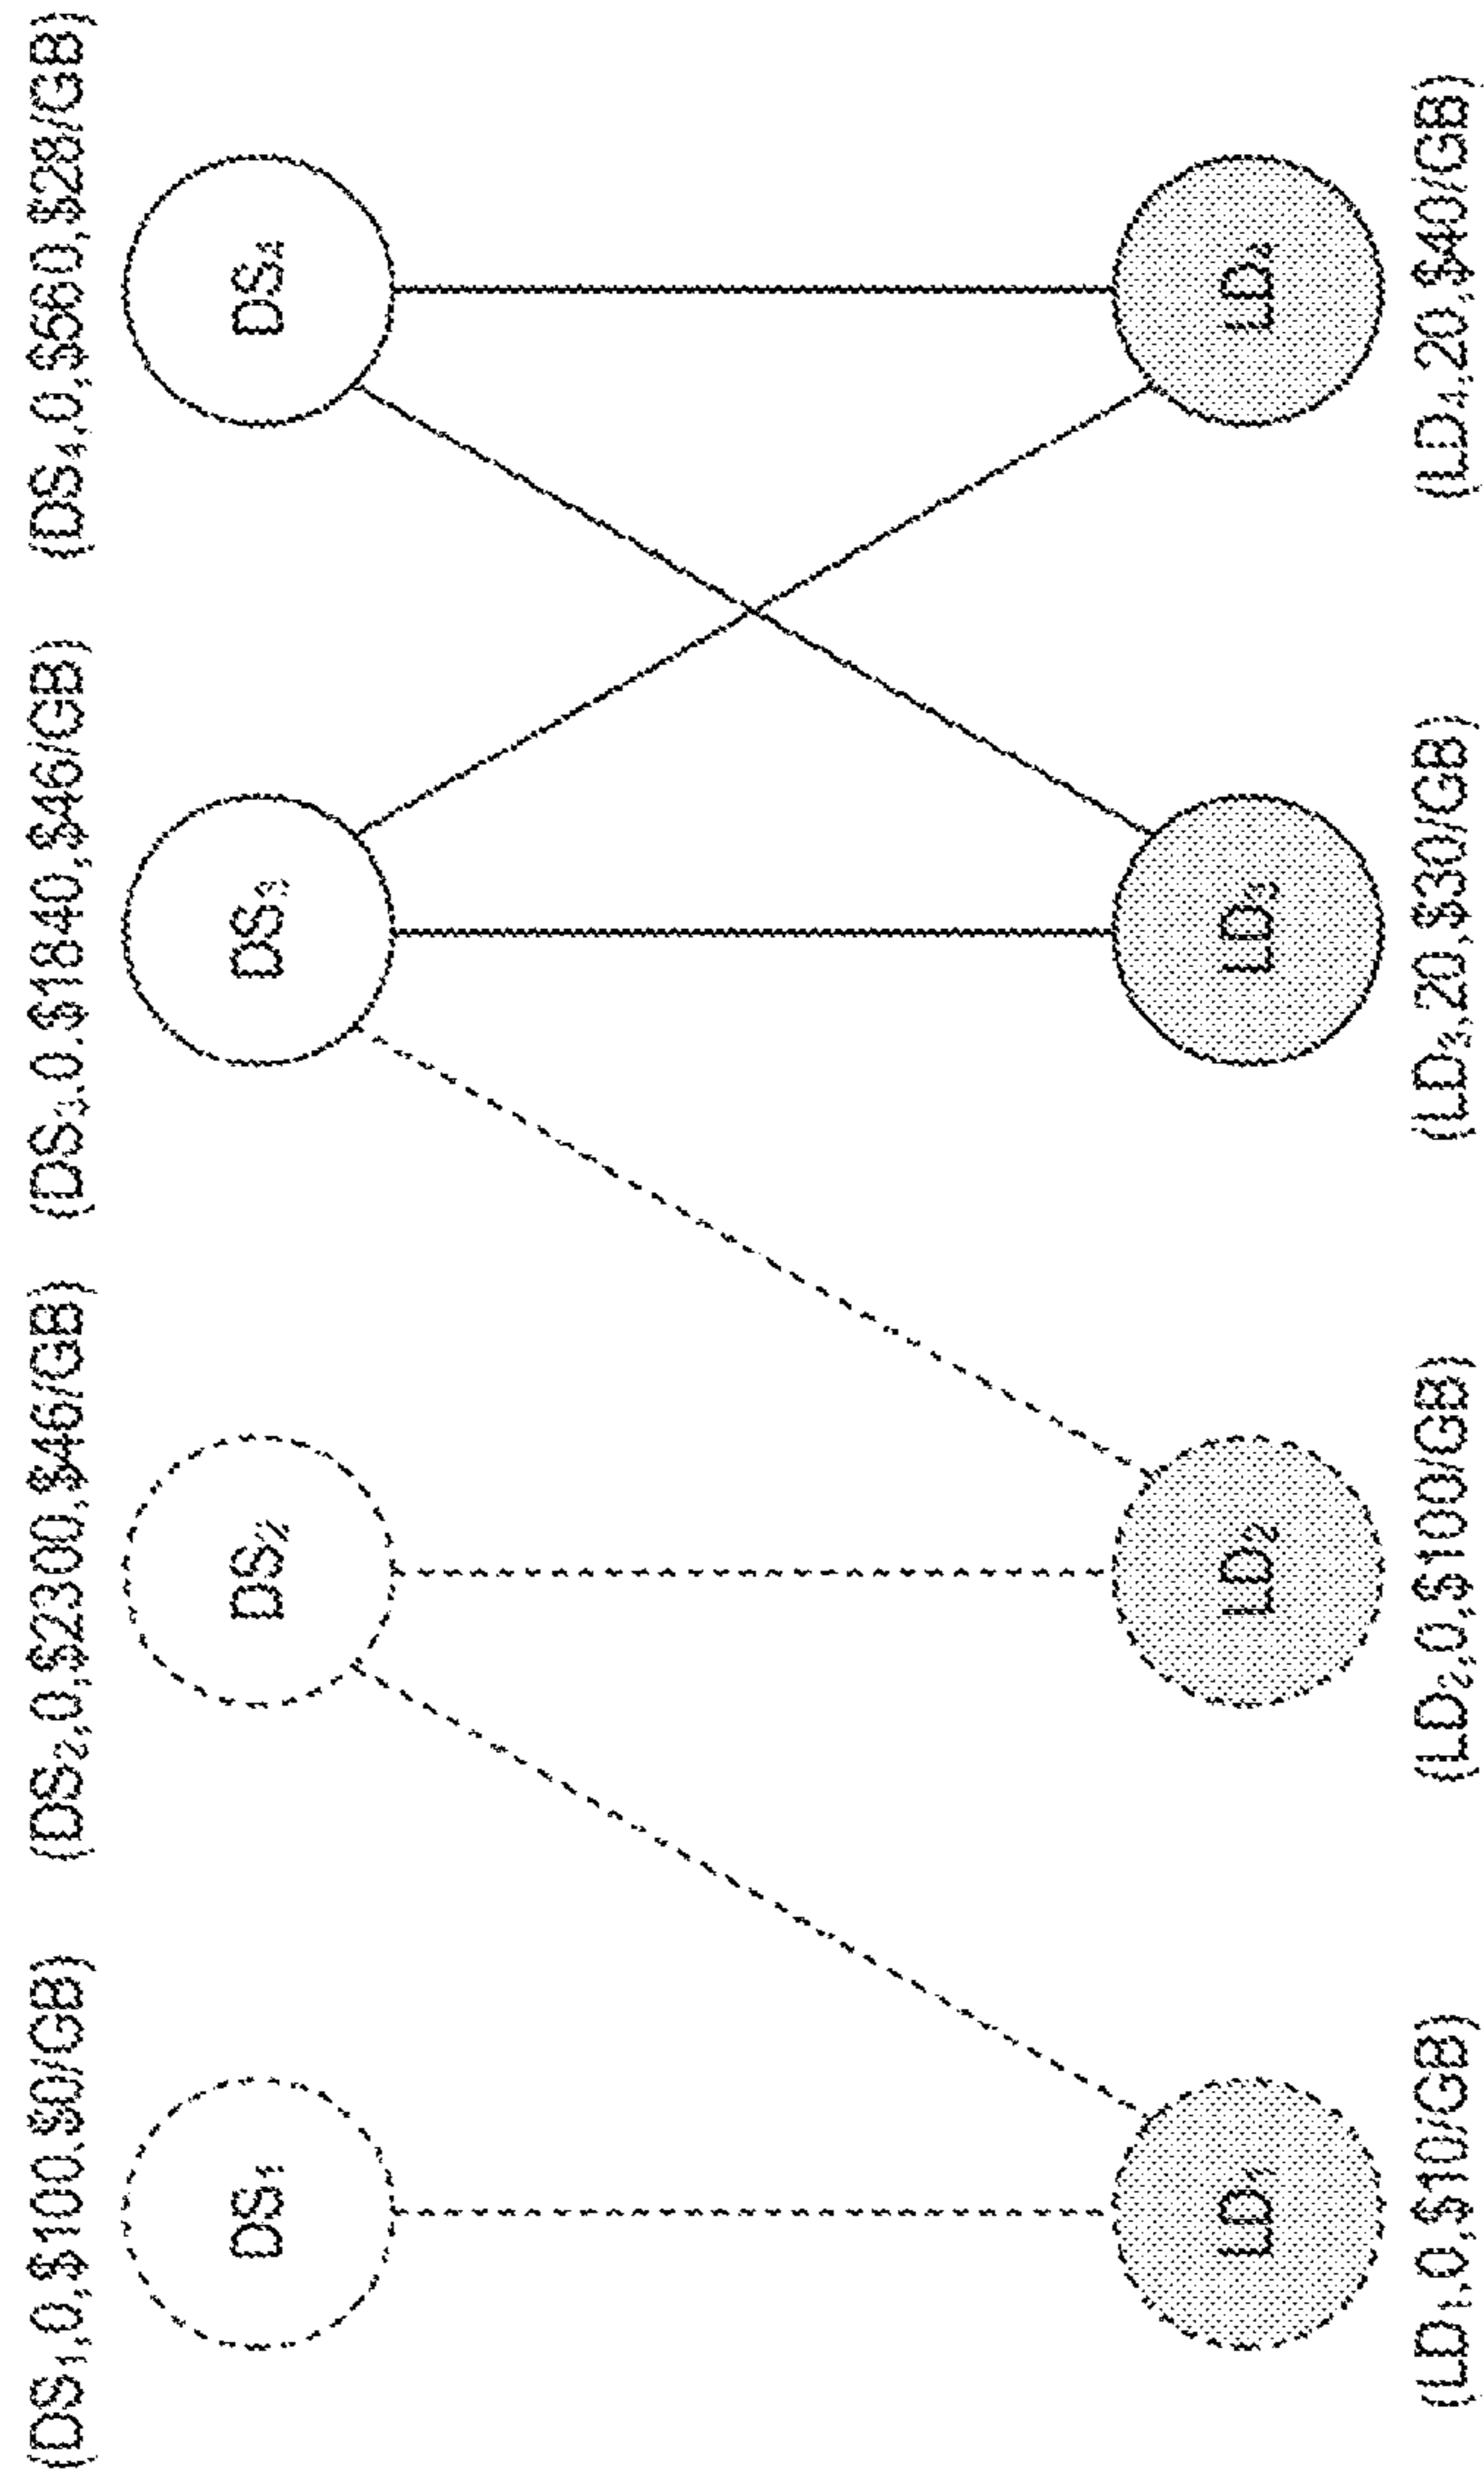 (DS₁,0,$100,$0/GB)
(DS₂,0,$2300,$46/GB)
(DS₃,0,$1840,$46/GB)
(DS₄,0,$560,$28/GB)
DS₁
DS₂
DS₃
DS₄
LD₁
LD₂
LD₃
LD₄
(LD₁,0,$10/GB)
(LD₂,0,$100/GB)
(LD₃,20,$30/GB)
(LD₄,20,$40/GB)